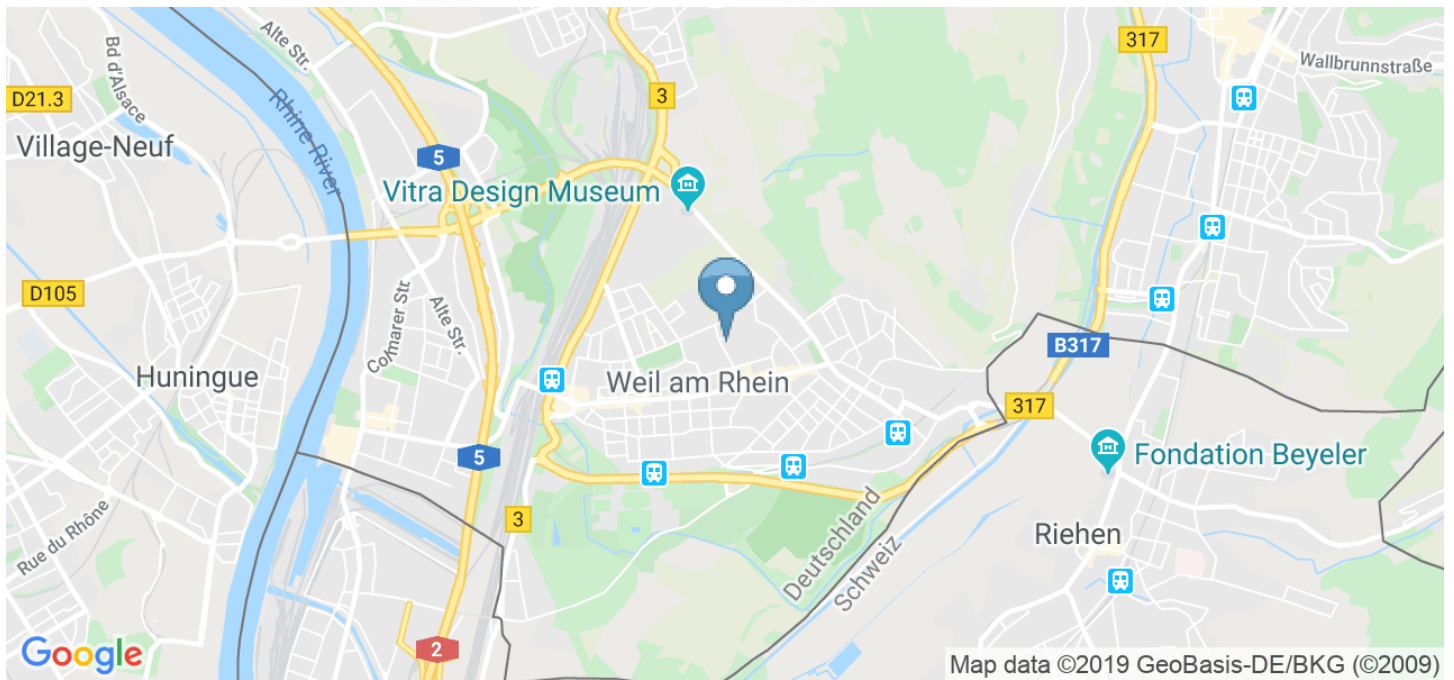 Alte Str.
317
Bd d'Alsace
Wallbrunnstraße
D21.3
3
Rhine River
Village-Neuf
5
Vitra Design Museum
D105
Colmarer Str.
Alte Str.
B317
Huningue
Weil am Rhein
317
5
Fondation Beyeler
3
Rue du Rhône
Deutschland
Schweiz
Riehen
Google
2
Map data ©2019 GeoBasis-DE/BKG (©2009)